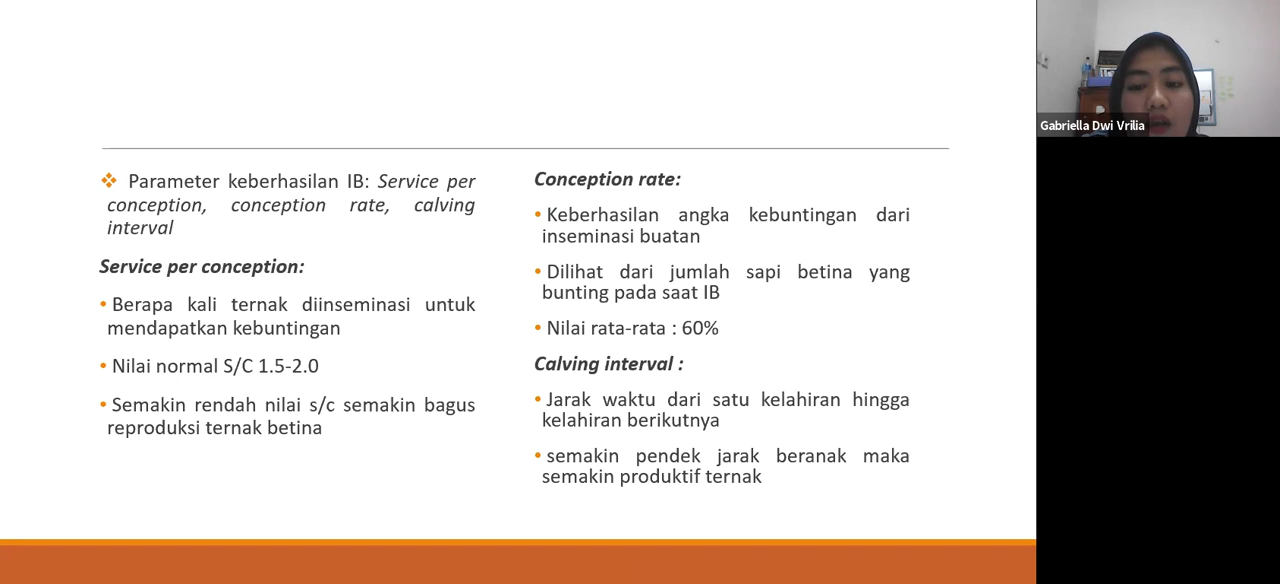 ❖ Parameter keberhasilan IB: Service per
conception, conception rate, calving
interval
Service per conception:
• Berapa kali ternak diinseminasi untuk
mendapatkan kebuntingan
• Nilai normal S/C 1.5-2.0
• Semakin rendah nilai s/c semakin bagus
reproduksi ternak betina
Conception rate:
• Keberhasilan angka kebuntingan dari
inseminasi buatan
• Dilihat dari jumlah sapi betina yang
bunting pada saat IB
• Nilai rata-rata : 60%
Calving interval :
• Jarak waktu dari satu kelahiran hingga
kelahiran berikutnya
• semakin pendek jarak beranak maka
semakin produktif ternak
Gabriella Dwi Vrilia